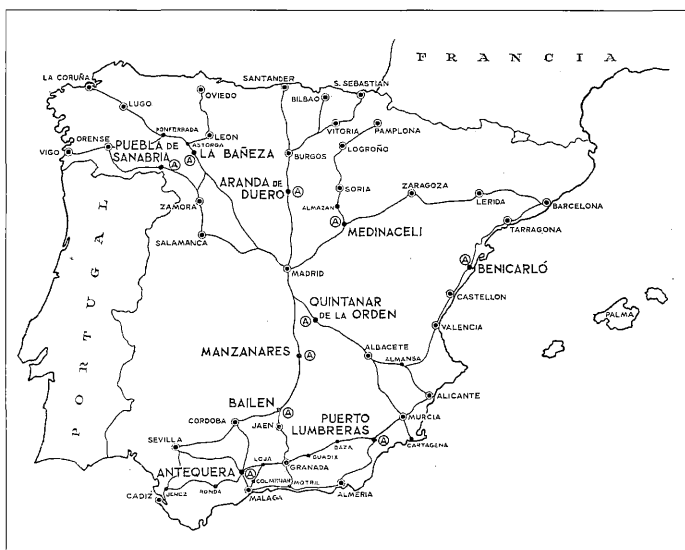 FRANCIA
LA CORUÑA
SANTANDER
S. SEBASTIAN
OVIEDO
BILBAO
LUGO
PONFERRADA
LEON
VITORIA
PAMPLONA
ORENSE
ASTORGA
VIGO
PUEBLA DE
SANABRIA
A
A
LA BAÑEZA
BURGOS
LOGROÑO
ARANDA DE
DUERO
A
SORIA
ZARAGOZA
LERIDA
BARCELONA
ZAMORA
ALMAZAN
A
MEDINACELI
TARRAGONA
SALAMANCA
MADRID
A
BENICARLÓ
PORTUGAL
CASTELLON
QUINTANAR
DE LA ORDEN
A
PALMA
VALENCIA
MANZANARES
A
ALBACETE
ALMANSA
BAILEN
A
ALICANTE
CORDOBA
JAEN
PUERTO
LUMBRERAS
A
MURCIA
CARTAGENA
SEVILLA
BAZA
LOJA
GUADIX
ANTEQUERA
A
GRANADA
COLMENAR
MOTRIL
ALMERIA
CADIZ
JEREZ
RONDA
MALAGA